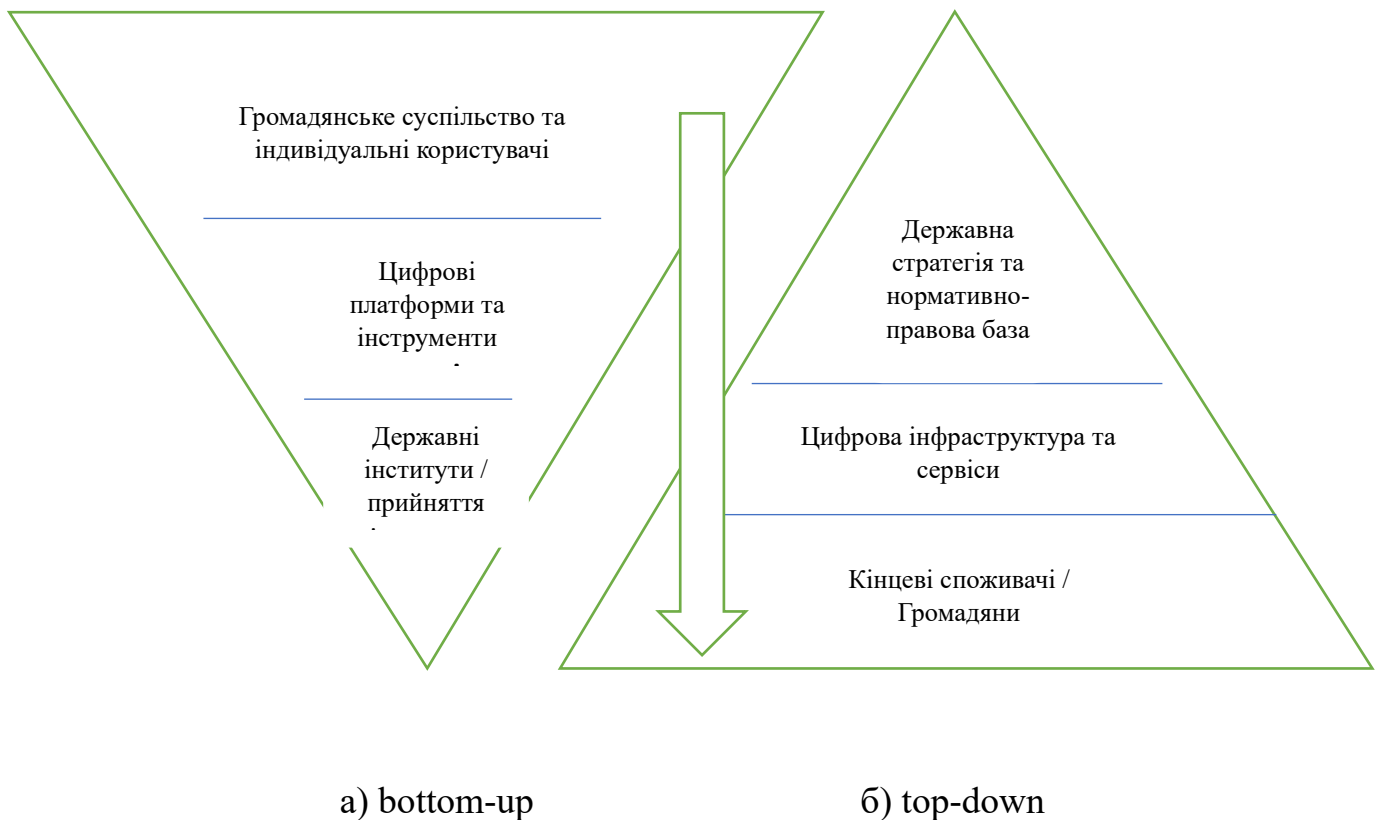 Громадянське суспільство та
індивідуальні користувачі
Цифрові
платформи та
інструменти
Державні
інститути /
прийняття
Державна
стратегія та
нормативно-
правова база
Цифрова інфраструктура та
сервіси
Кінцеві споживачі /
Громадяни
а) bottom-up
б) top-down